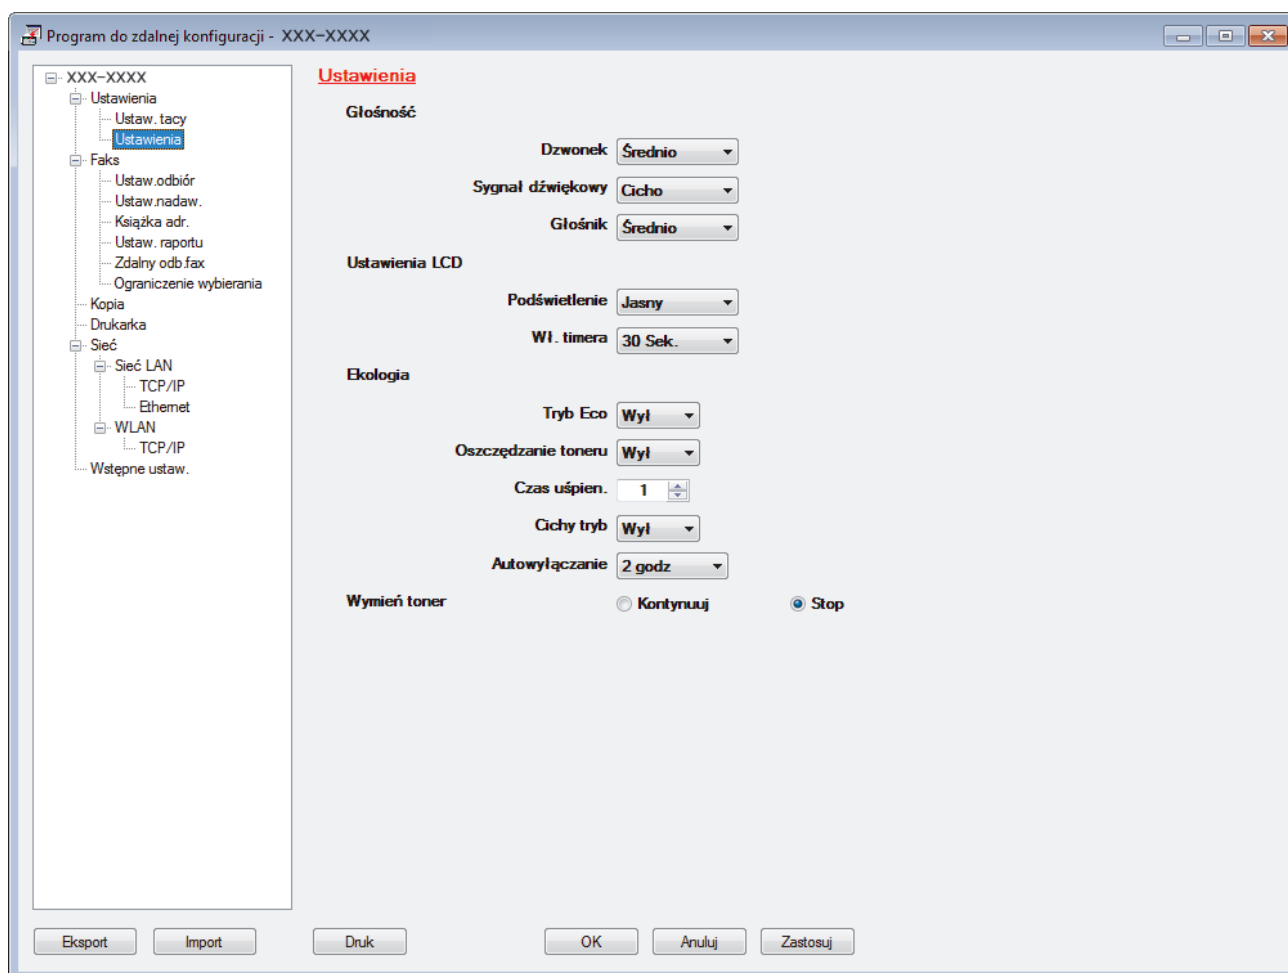 Program do zdalnej konfiguracji - XXX-XXXX
XXX-XXXX
Ustawienia
Ustaw. tacy
Ustawienia
Faks
Ustaw.odbiór
Ustaw.nadaw.
Książka adr.
Ustaw. raportu
Zdalny odb.fax
Ograniczenie wybierania
Kopia
Drukarka
Sieć
Sieć LAN
TCP/IP
Ethernet
WLAN
TCP/IP
Wstępne ustaw.
Ustawienia
Głośność
Dzwonek Średnio
Sygnał dźwiękowy Cicho
Głośnik Średnio
Ustawienia LCD
Podświetlenie Jasny
Wł. timera 30 Sek.
Ekologia
Tryb Eco Wył
Oszczędzanie toneru Wył
Czas uśpien. 1
Cichy tryb Wył
Autowyłączanie 2 godz
Wymień toner Kontynuuj Stop
Eksport Import Druk OK Anuluj Zastosuj